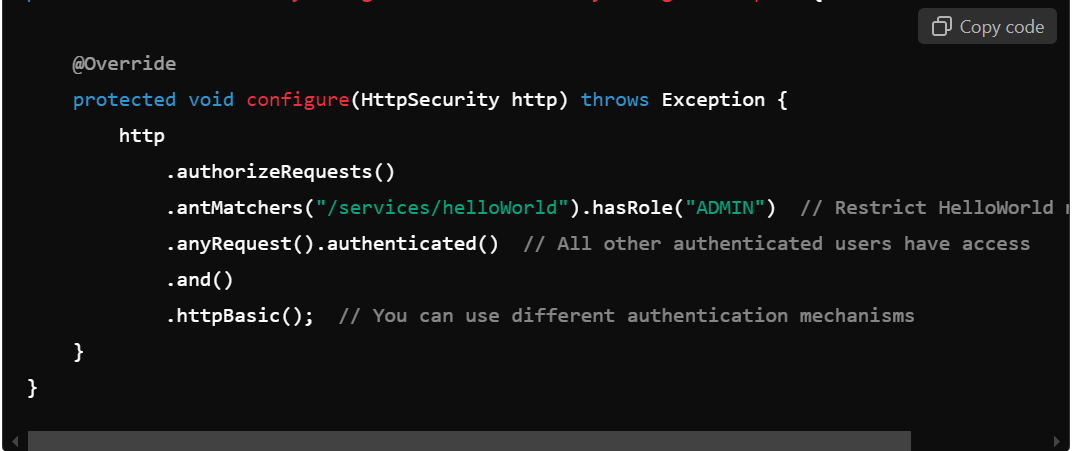 Copy code
@Override
protected void configure(HttpSecurity http) throws Exception {
http
.authorizeRequests()
.antMatchers("/services/helloWorld").hasRole("ADMIN")  // Restrict HelloWorld
.anyRequest().authenticated()  // All other authenticated users have access
.and()
.httpBasic();  // You can use different authentication mechanisms
}
}